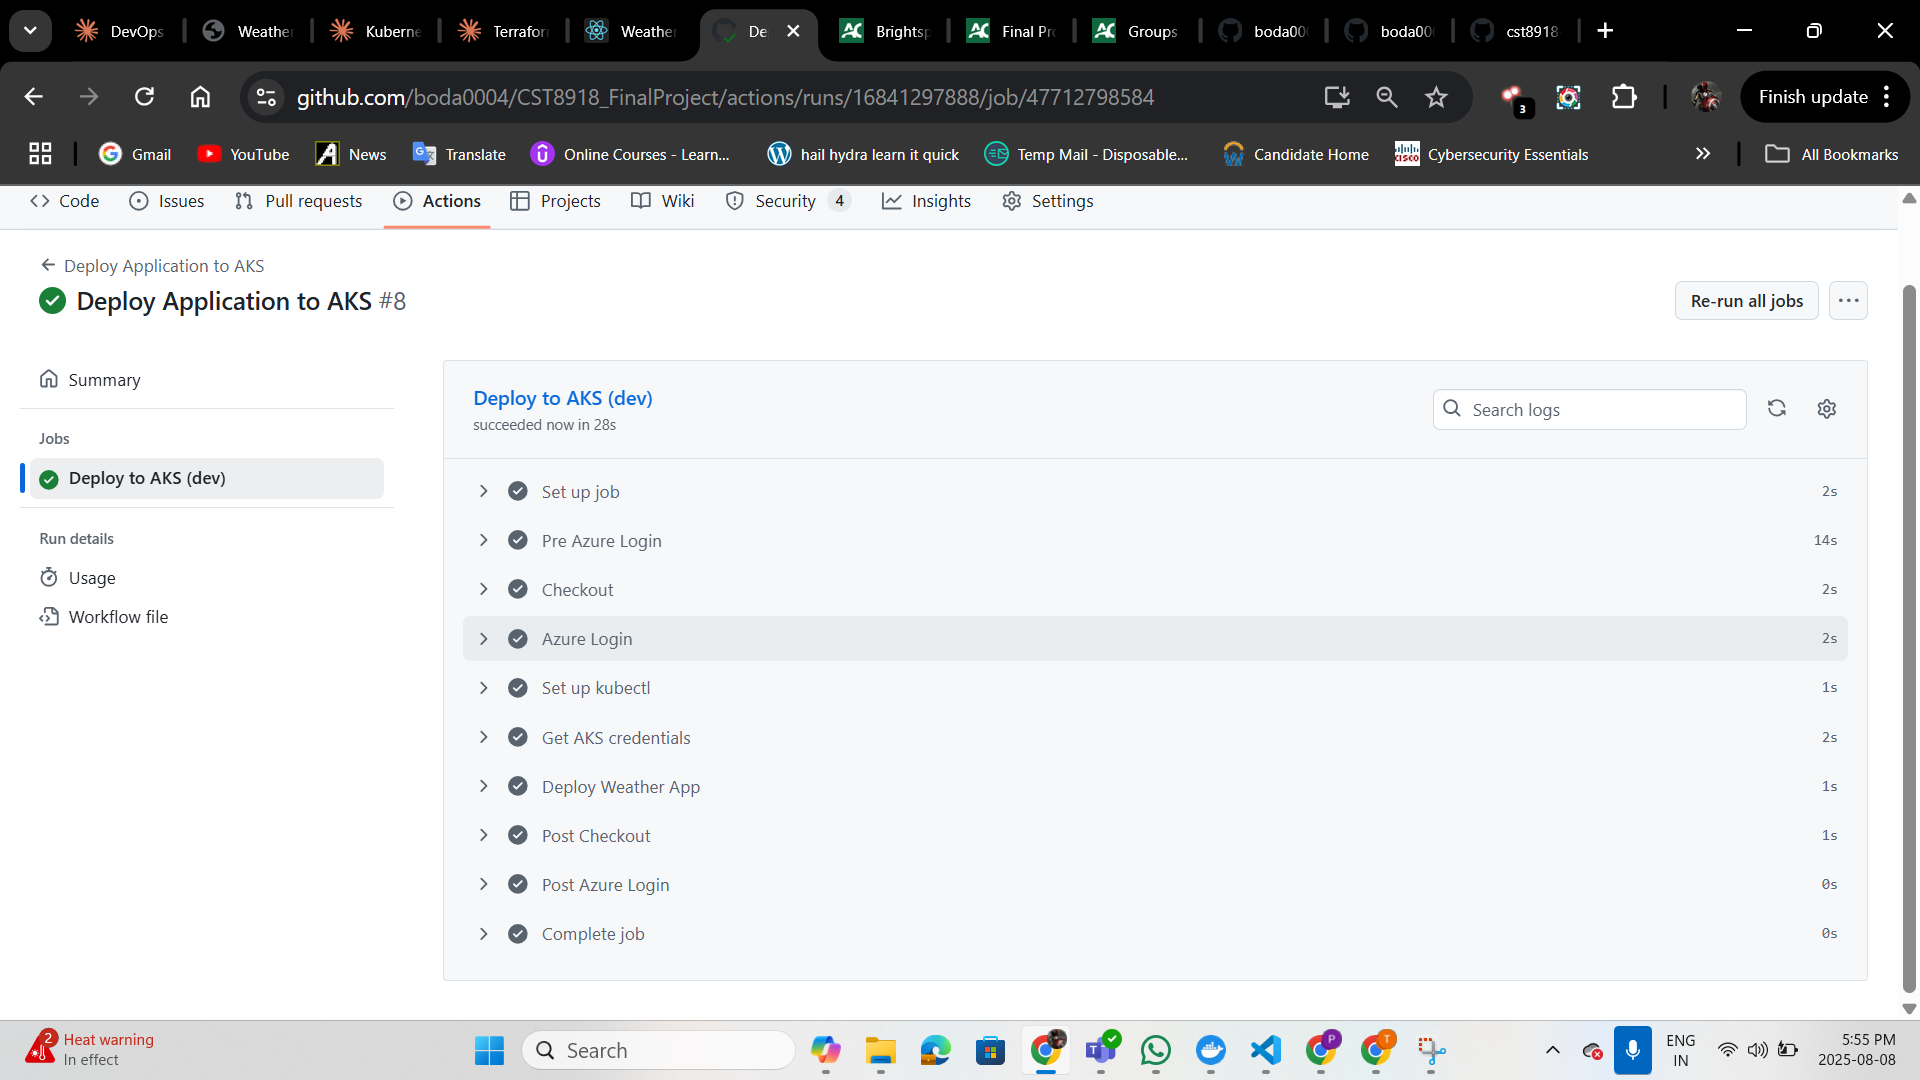 DevOps
Weather
Kuberne
Terraforn
Weather
De
Brightsp
Final Pro
Groups
boda000
boda000
cst8918
github.com/boda0004/CST8918_FinalProject/actions/runs/16841297888/job/47712798584
3
Finish update
Gmail
YouTube
News
Translate
Online Courses - Learn...
hail hydra learn it quick
Temp Mail - Disposable...
Candidate Home
Cybersecurity Essentials
All Bookmarks
Code
Issues
Pull requests
Actions
Projects
Wiki
Security 4
Insights
Settings
Deploy Application to AKS
Deploy Application to AKS #8
Re-run all jobs
Summary
Jobs
Deploy to AKS (dev)
Run details
Usage
Workflow file
Deploy to AKS (dev)
succeeded now in 28s
Search logs
Set up job 2s
Pre Azure Login 14s
Checkout 2s
Azure Login 2s
Set up kubectl 1s
Get AKS credentials 2s
Deploy Weather App 1s
Post Checkout 1s
Post Azure Login 0s
Complete job 0s
2
Heat warning
In effect
Search
P
T
ENG
IN
5:55 PM
2025-08-08